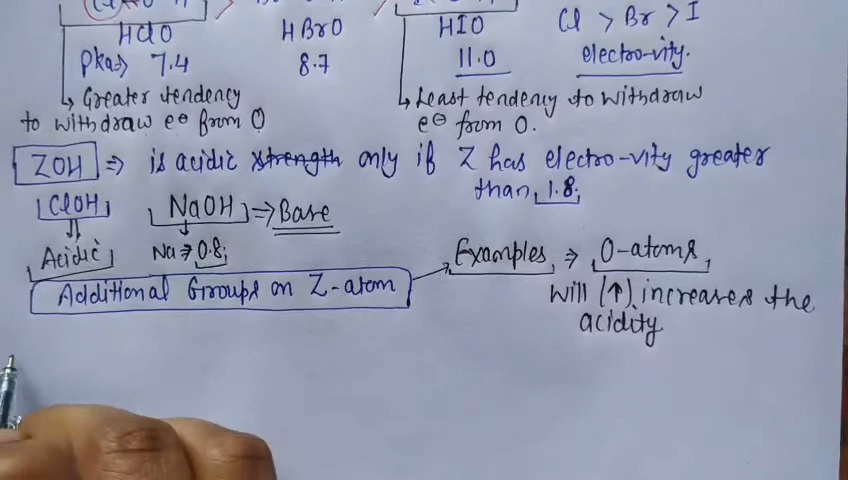 HClO HBrO HIO Cl > Br > I
Pka⇒ 7.4 8.7 11.0 electro-vity.
↳ Greater tendency ↳ Least tendency to withdraw
to withdraw e⊖ from O e⊖ from O.
ZOH ⇒ is acidic strength only if Z has electro-vity greater
than 1.8;
ClOH NaOH ⇒ Base
Acidic Na⇒ 0.8;
Examples ⇒ O-atoms,
Additional Groups on Z-atom
Will (↑) increases the
acidity